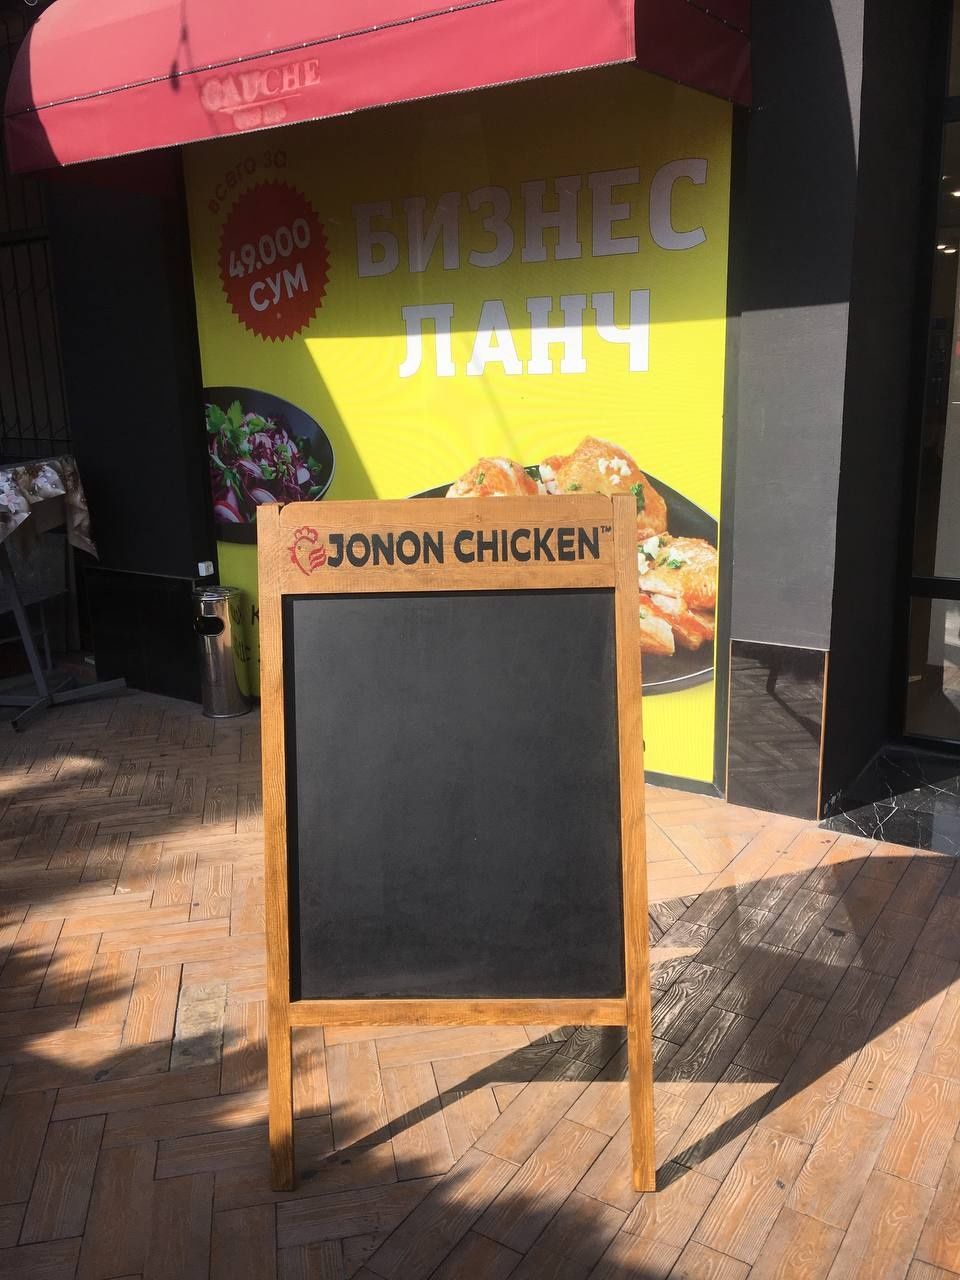 GAUCHE
всего за
49.000
СУМ
БИЗНЕС
ЛАНЧ
JONON CHICKEN™